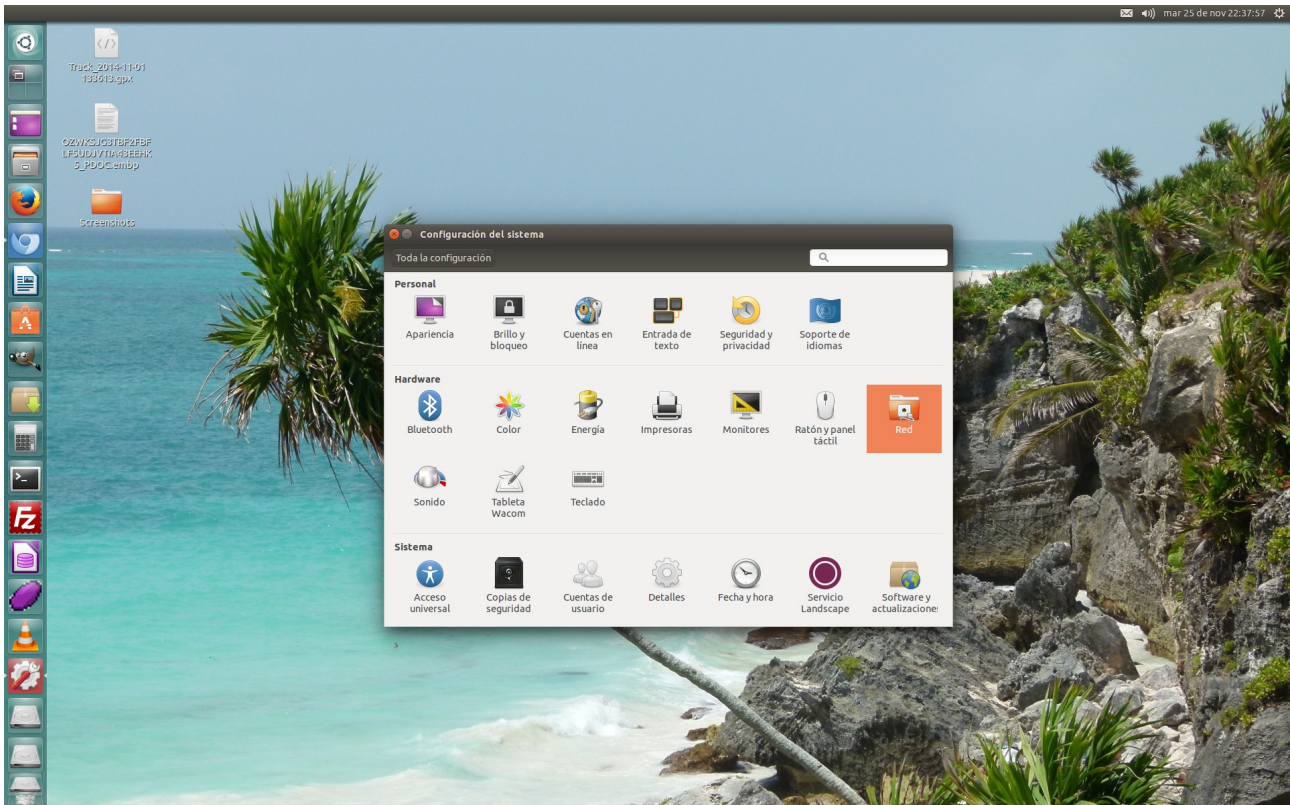 mar 25 de nov 22:37:57
Track_2014-11-01
133613.gpx
5_PDOC.embp
Screenshots
Configuración del sistema
Toda la configuración
Personal
Apariencia
Brillo y
bloqueo
Cuentas en
línea
Entrada de
texto
Seguridad y
privacidad
Soporte de
idiomas
Hardware
Bluetooth
Color
Energía
Impresoras
Monitores
Ratón y panel
táctil
Red
Sonido
Tableta
Wacom
Teclado
Sistema
Acceso
universal
Copias de
seguridad
Cuentas de
usuario
Detalles
Fecha y hora
Servicio
Landscape
Software y
actualizacione